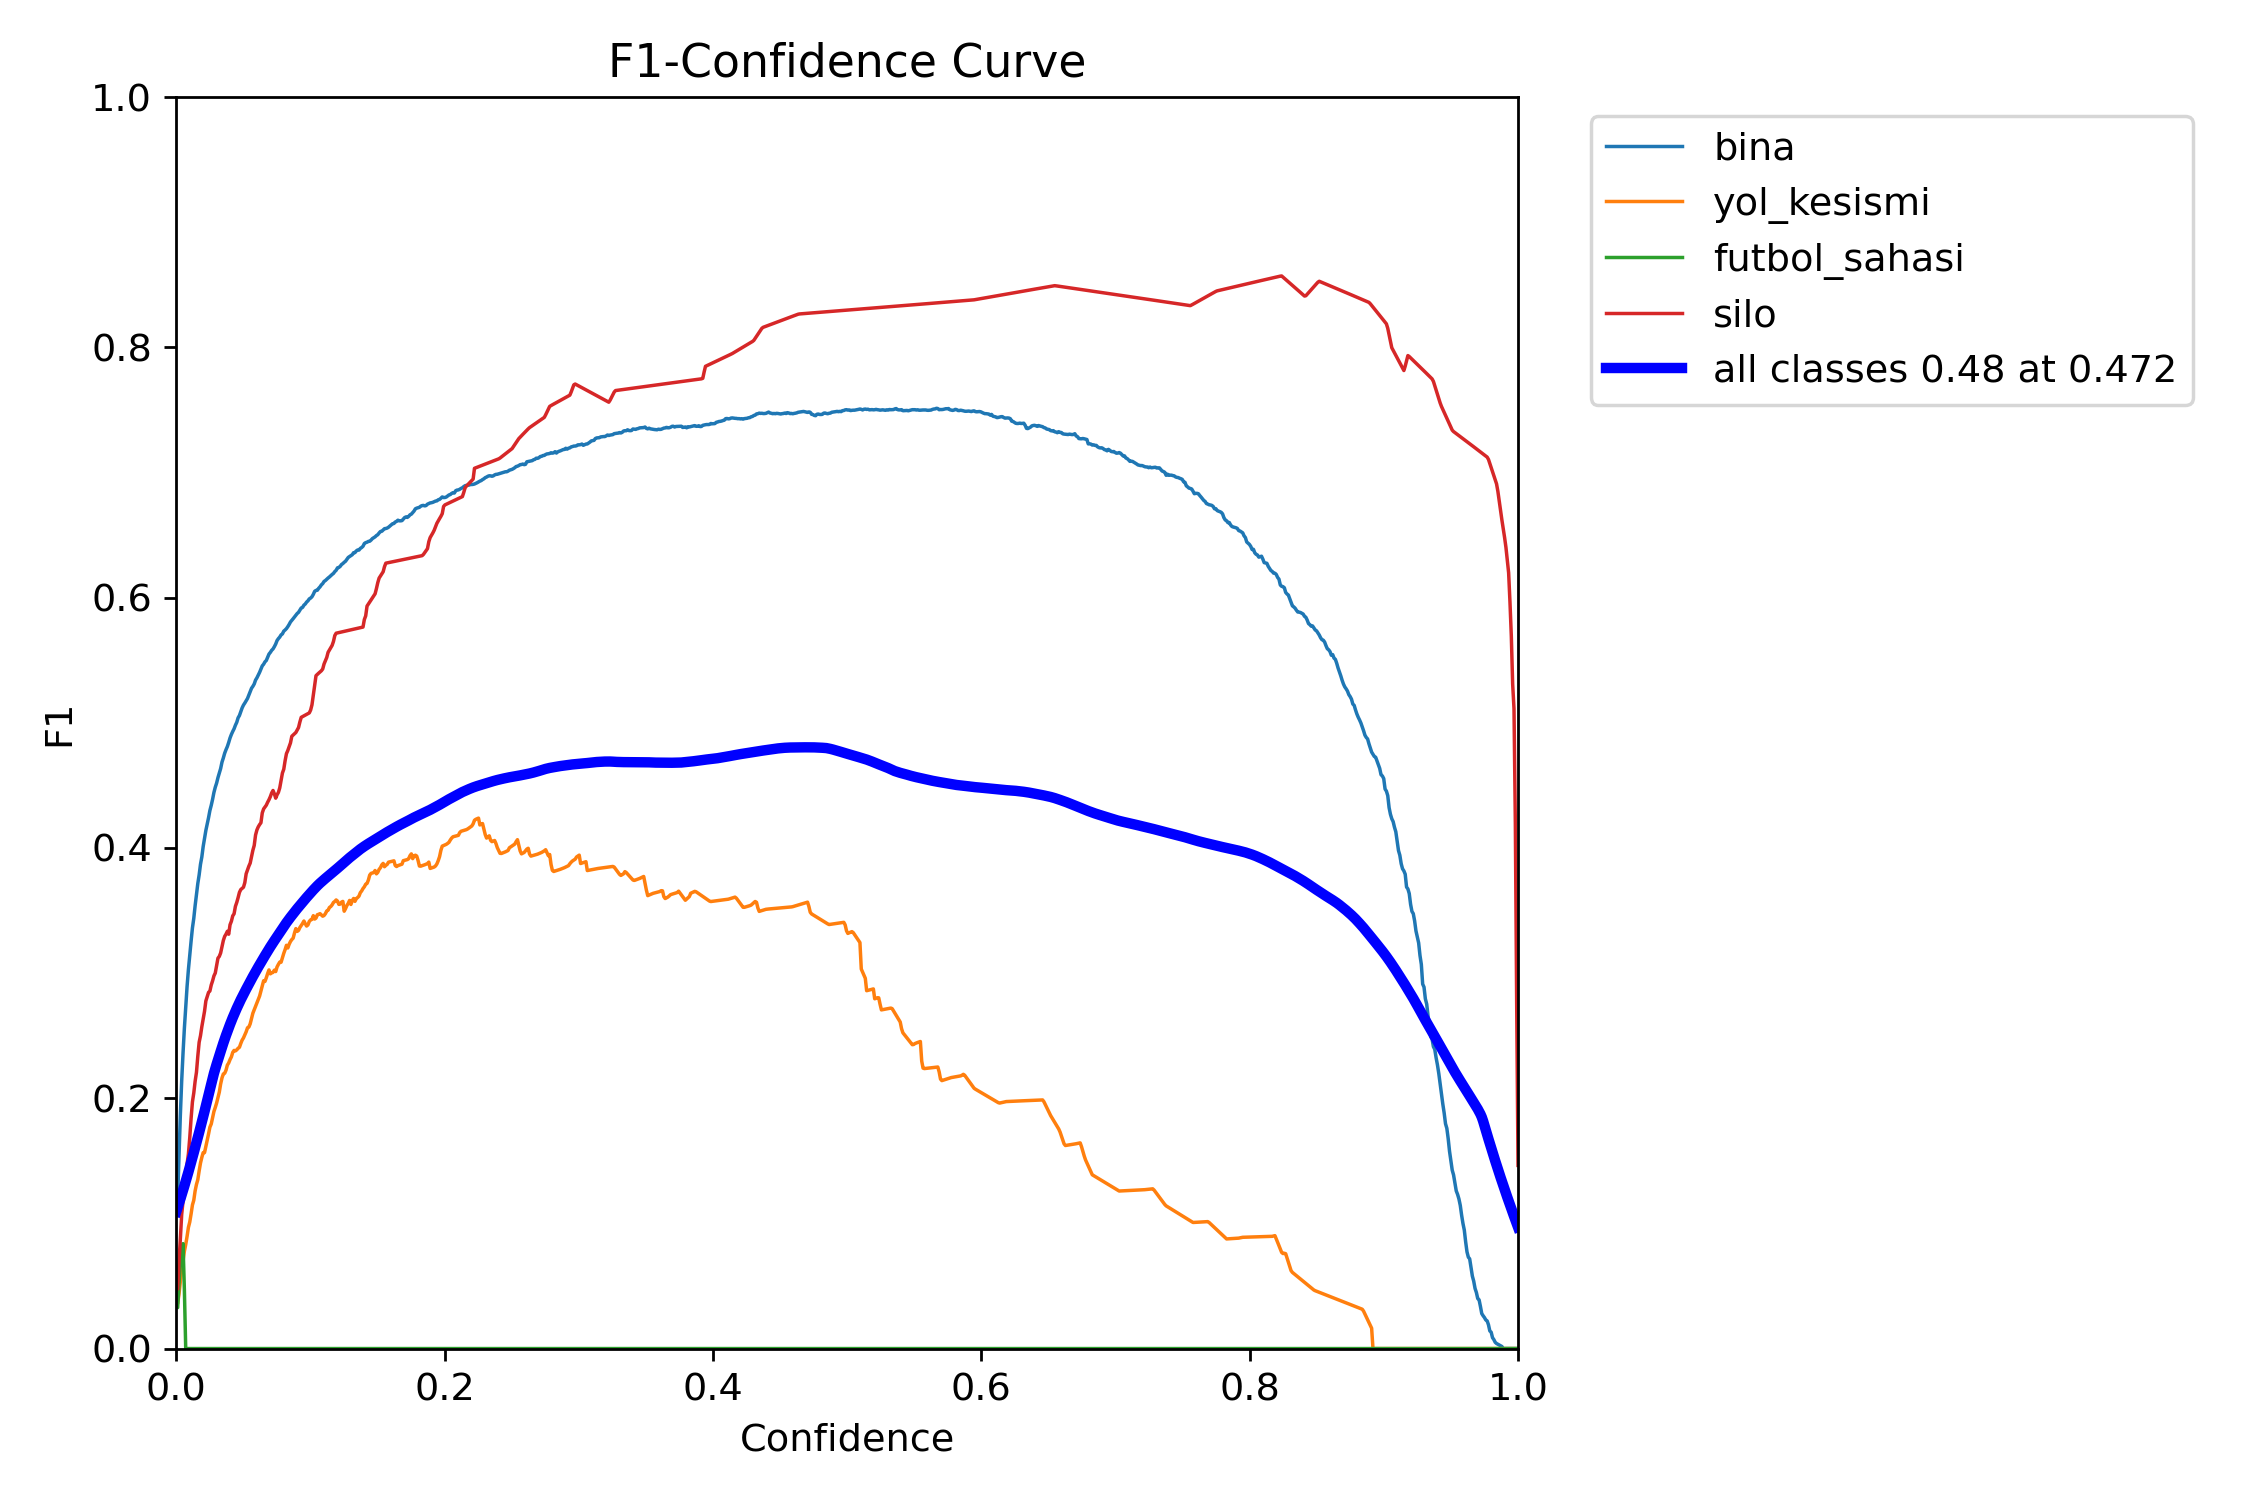 F1-Confidence Curve
1.0
0.8
0.6
0.4
0.2
0.0
F1
0.0 0.2 0.4 0.6 0.8 1.0
Confidence
bina
yol_kesismi
futbol_sahasi
silo
all classes 0.48 at 0.472